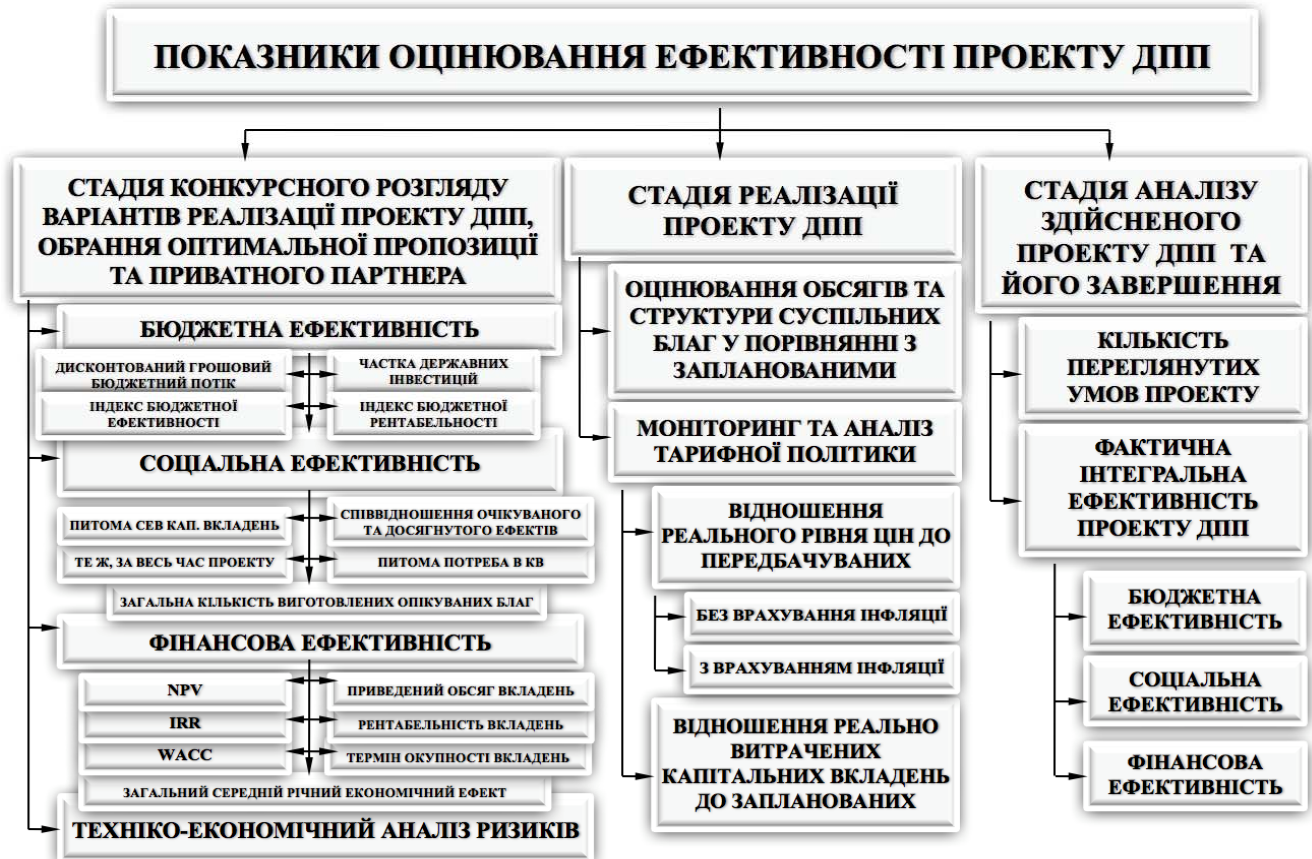 ПОКАЗНИКИ ОЦІНЮВАННЯ ЕФЕКТИВНОСТІ ПРОЕКТУ ДПП
СТАДІЯ КОНКУРСНОГО РОЗГЛЯДУ
ВАРІАНТІВ РЕАЛІЗАЦІЇ ПРОЕКТУ ДПП,
ОБРАННЯ ОПТИМАЛЬНОЇ ПРОПОЗИЦІЇ
ТА ПРИВАТНОГО ПАРТНЕРА
БЮДЖЕТНА ЕФЕКТИВНІСТЬ
ДИСКОНТОВАНИЙ ГРОШОВИЙ
БЮДЖЕТНИЙ ПОТІК
ЧАСТКА ДЕРЖАВНИХ
ІНВЕСТИЦІЙ
ІНДЕКС БЮДЖЕТНОЇ
ЕФЕКТИВНОСТІ
ІНДЕКС БЮДЖЕТНОЇ
РЕНТАБЕЛЬНОСТІ
СОЦІАЛЬНА ЕФЕКТИВНІСТЬ
ПИТОМА СЕВ КАП. ВКЛАДЕНЬ
СПІВВІДНОШЕННЯ ОЧІКУВАНОГО
ТА ДОСЯГНУТОГО ЕФЕКТІВ
ТЕ Ж, ЗА ВЕСЬ ЧАС ПРОЕКТУ
ПИТОМА ПОТРЕБА В КВ
ЗАГАЛЬНА КІЛЬКІСТЬ ВИГОТОВЛЕНИХ ОПІКУВАНИХ БЛАГ
ФІНАНСОВА ЕФЕКТИВНІСТЬ
NPV
ПРИВЕДЕНИЙ ОБСЯГ ВКЛАДЕНЬ
IRR
РЕНТАБЕЛЬНІСТЬ ВКЛАДЕНЬ
WACC
ТЕРМІН ОКУПНОСТІ ВКЛАДЕНЬ
ЗАГАЛЬНИЙ СЕРЕДНІЙ РІЧНИЙ ЕКОНОМІЧНИЙ ЕФЕКТ
ТЕХНІКО-ЕКОНОМІЧНИЙ АНАЛІЗ РИЗИКІВ
СТАДІЯ РЕАЛІЗАЦІЇ
ПРОЕКТУ ДПП
ОЦІНЮВАННЯ ОБСЯГІВ ТА
СТРУКТУРИ СУСПІЛЬНИХ
БЛАГ У ПОРІВНЯННІ З
ЗАПЛАНОВАНИМИ
МОНІТОРИНГ ТА АНАЛІЗ
ТАРИФНОЇ ПОЛІТИКИ
ВІДНОШЕННЯ
РЕАЛЬНОГО РІВНЯ ЦІН ДО
ПЕРЕДБАЧУВАНИХ
БЕЗ ВРАХУВАННЯ ІНФЛЯЦІЇ
З ВРАХУВАННЯМ ІНФЛЯЦІЇ
ВІДНОШЕННЯ РЕАЛЬНО
ВИТРАЧЕНИХ
КАПІТАЛЬНИХ ВКЛАДЕНЬ
ДО ЗАПЛАНОВАНИХ
СТАДІЯ АНАЛІЗУ
ЗДІЙСНЕНОГО
ПРОЕКТУ ДПП ТА
ЙОГО ЗАВЕРШЕННЯ
КІЛЬКІСТЬ
ПЕРЕГЛЯНУТИХ
УМОВ ПРОЕКТУ
ФАКТИЧНА
ІНТЕГРАЛЬНА
ЕФЕКТИВНІСТЬ
ПРОЕКТУ ДПП
БЮДЖЕТНА
ЕФЕКТИВНІСТЬ
СОЦІАЛЬНА
ЕФЕКТИВНІСТЬ
ФІНАНСОВА
ЕФЕКТИВНІСТЬ